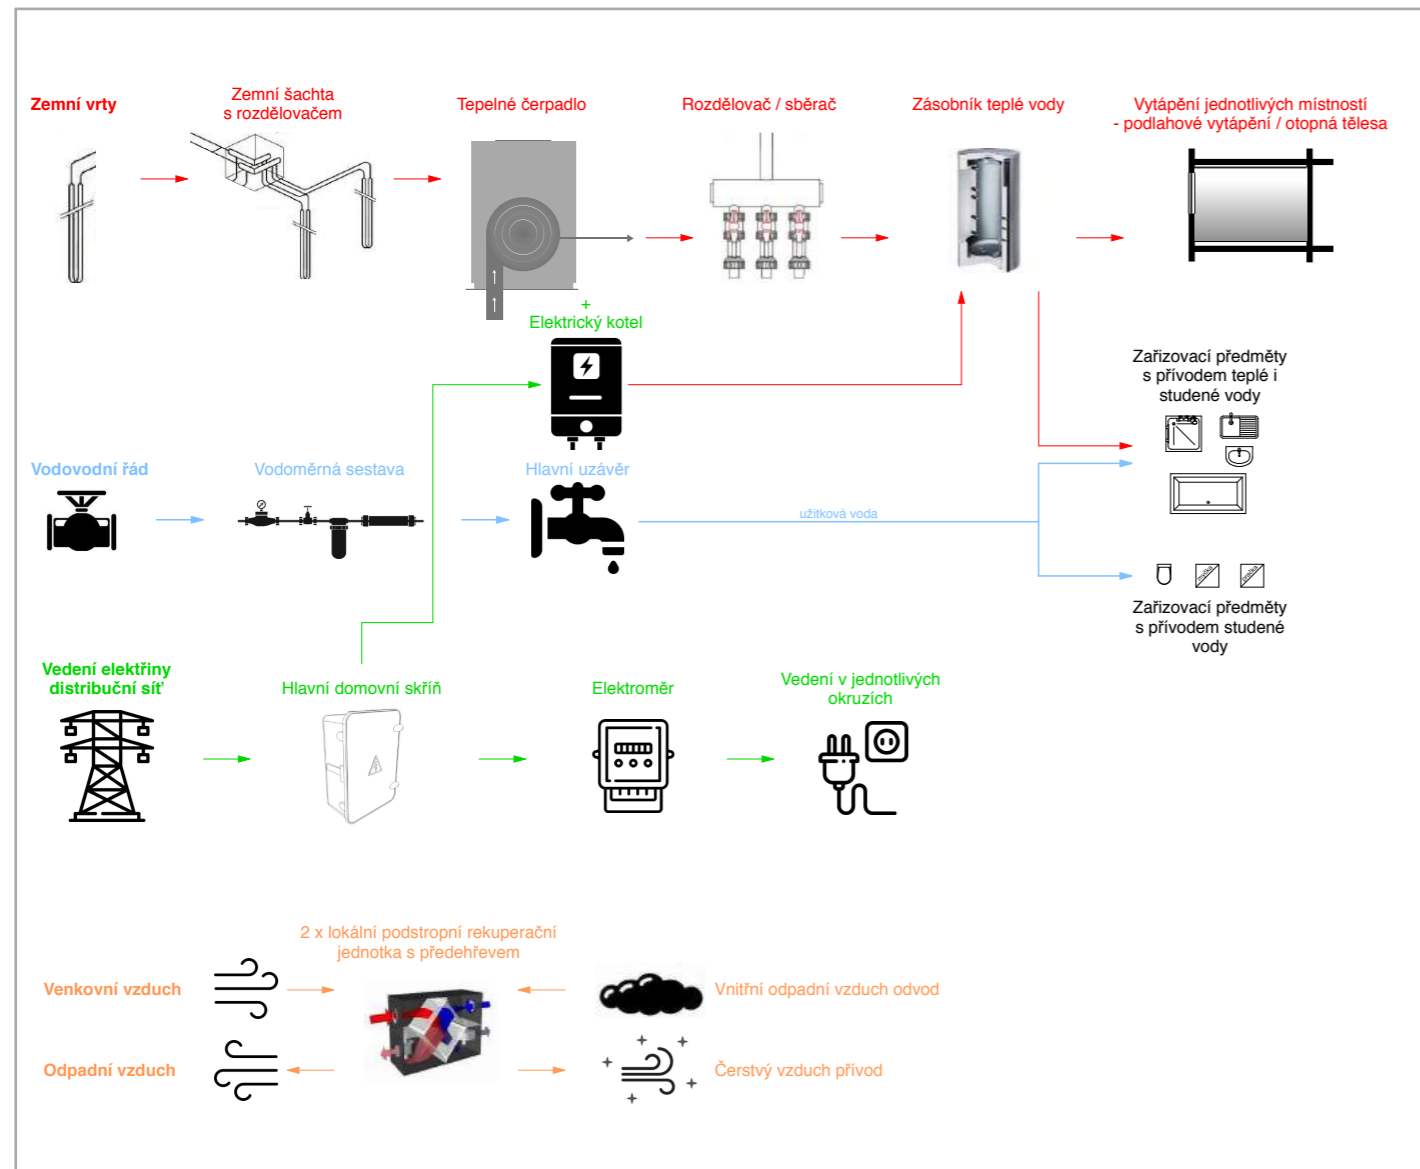 Zemní vrty
Zemní šachta
s rozdělovačem
Tepelné čerpadlo
Rozdělovač / sběrač
Zásobník teplé vody
Vytápění jednotlivých místností
- podlahové vytápění / otopná tělesa
+
Elektrický kotel
Zařizovací předměty
s přívodem teplé i
studené vody
Vodovodní řád
Vodoměrná sestava
Hlavní uzávěr
užitková voda
myčka
pračka
Zařizovací předměty
s přívodem studené
vody
Vedení elektřiny
distribuční síť
Hlavní domovní skříň
Elektroměr
Vedení v jednotlivých
okruzích
2 x lokální podstropní rekuperační
jednotka s předehřevem
Venkovní vzduch
Vnitřní odpadní vzduch odvod
Odpadní vzduch
Čerstvý vzduch přívod